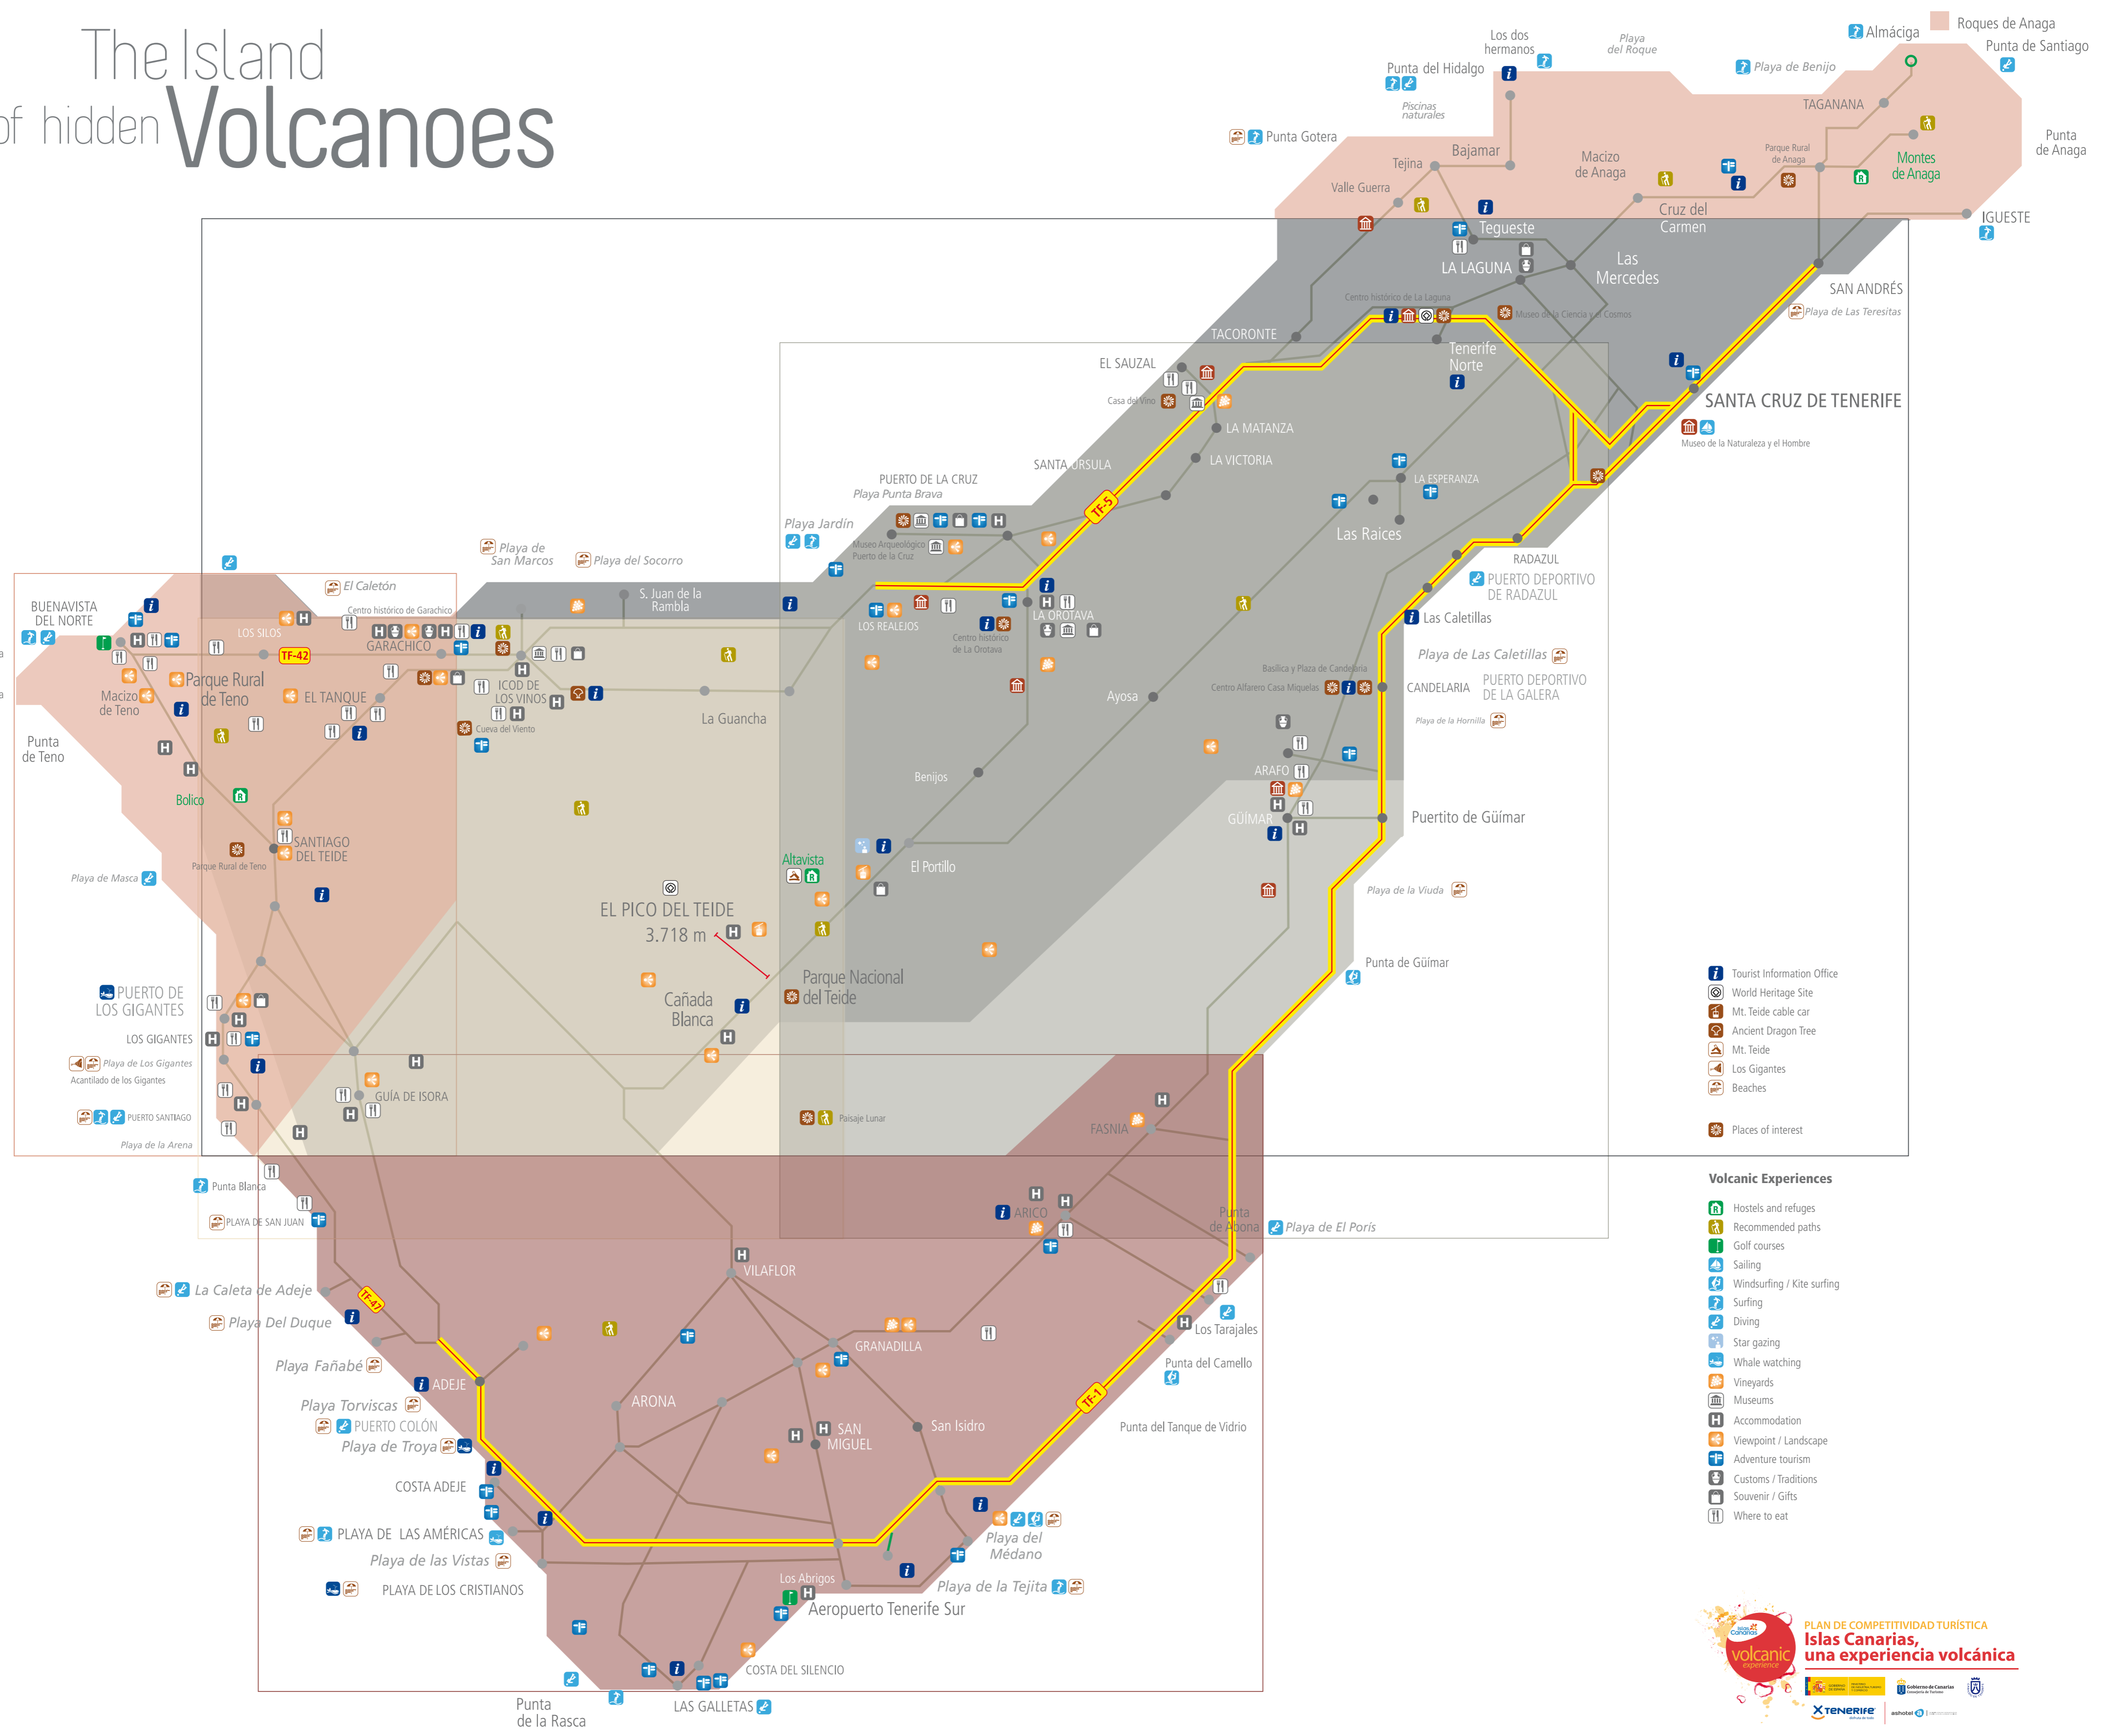 The Island
of hidden Volcanoes
Roques de Anaga
Almáciga
Punta de Santiago
Los dos
hermanos
Playa
del Roque
Punta del Hidalgo
Playa de Benijo
Piscinas
naturales
TAGANANA
Punta
de Anaga
Punta Gotera
Bajamar
Tejina
Macizo
de Anaga
Parque Rural
de Anaga
Montes
de Anaga
Valle Guerra
Cruz del
Carmen
IGUESTE
Tegueste
LA LAGUNA
Las
Mercedes
SAN ANDRÉS
Playa de Las Teresitas
Centro histórico de La Laguna
Museo de la Ciencia y el Cosmos
TACORONTE
Tenerife
Norte
EL SAUZAL
Casa del Vino
SANTA CRUZ DE TENERIFE
Museo de la Naturaleza y el Hombre
LA MATANZA
LA VICTORIA
SANTA ÚRSULA
PUERTO DE LA CRUZ
Playa Punta Brava
LA ESPERANZA
TF-5
Las Raices
Playa Jardín
Museo Arqueológico
Puerto de la Cruz
Playa de
San Marcos
Playa del Socorro
RADAZUL
PUERTO DEPORTIVO
DE RADAZUL
El Caletón
S. Juan de la
Rambla
BUENAVISTA
DEL NORTE
Centro histórico de Garachico
LOS SILOS
GARACHICO
TF-42
LOS REALEJOS
LA OROTAVA
Centro histórico
de La Orotava
Las Caletillas
Playa de Las Caletillas
Parque Rural
de Teno
Macizo
de Teno
EL TANQUE
ICOD DE
LOS VINOS
Cueva del Viento
La Guancha
Ayosa
Basílica y Plaza de Candelaria
Centro Alfarero Casa Miquelas
CANDELARIA
PUERTO DEPORTIVO
DE LA GALERA
Playa de la Hornilla
Punta
de Teno
Benijos
ARAFO
Bolico
GÜÍMAR
Puertito de Güímar
SANTIAGO
DEL TEIDE
Parque Rural de Teno
Playa de Masca
Altavista
El Portillo
EL PICO DEL TEIDE
3.718 m
Playa de la Viuda
Parque Nacional
del Teide
Cañada
Blanca
Punta de Güímar
PUERTO DE
LOS GIGANTES
LOS GIGANTES
Playa de Los Gigantes
Acantilado de los Gigantes
GUÍA DE ISORA
PUERTO SANTIAGO
Playa de la Arena
Paisaje Lunar
FASNIA
Punta Blanca
PLAYA DE SAN JUAN
ARICO
Punta
de Abona
Playa de El Porís
VILAFLOR
La Caleta de Adeje
TF-47
Playa Del Duque
Playa Fañabé
GRANADILLA
Los Tarajales
Punta del Camello
ADEJE
Playa Torviscas
PUERTO COLÓN
Playa de Troya
ARONA
TF-1
SAN
MIGUEL
San Isidro
Punta del Tanque de Vidrio
COSTA ADEJE
PLAYA DE LAS AMÉRICAS
Playa de las Vistas
PLAYA DE LOS CRISTIANOS
Playa del
Médano
Los Abrigos
Playa de la Tejita
Aeropuerto Tenerife Sur
COSTA DEL SILENCIO
LAS GALLETAS
Punta
de la Rasca
Tourist Information Office
World Heritage Site
Mt. Teide cable car
Ancient Dragon Tree
Mt. Teide
Los Gigantes
Beaches
Places of interest
Volcanic Experiences
Hostels and refuges
Recommended paths
Golf courses
Sailing
Windsurfing / Kite surfing
Surfing
Diving
Star gazing
Whale watching
Vineyards
Museums
Accommodation
Viewpoint / Landscape
Adventure tourism
Customs / Traditions
Souvenir / Gifts
Where to eat
Islas
Canarias
volcanic
experience
PLAN DE COMPETITIVIDAD TURÍSTICA
Islas Canarias,
una experiencia volcánica
Gobierno de Canarias
TENERIFE
ashotel